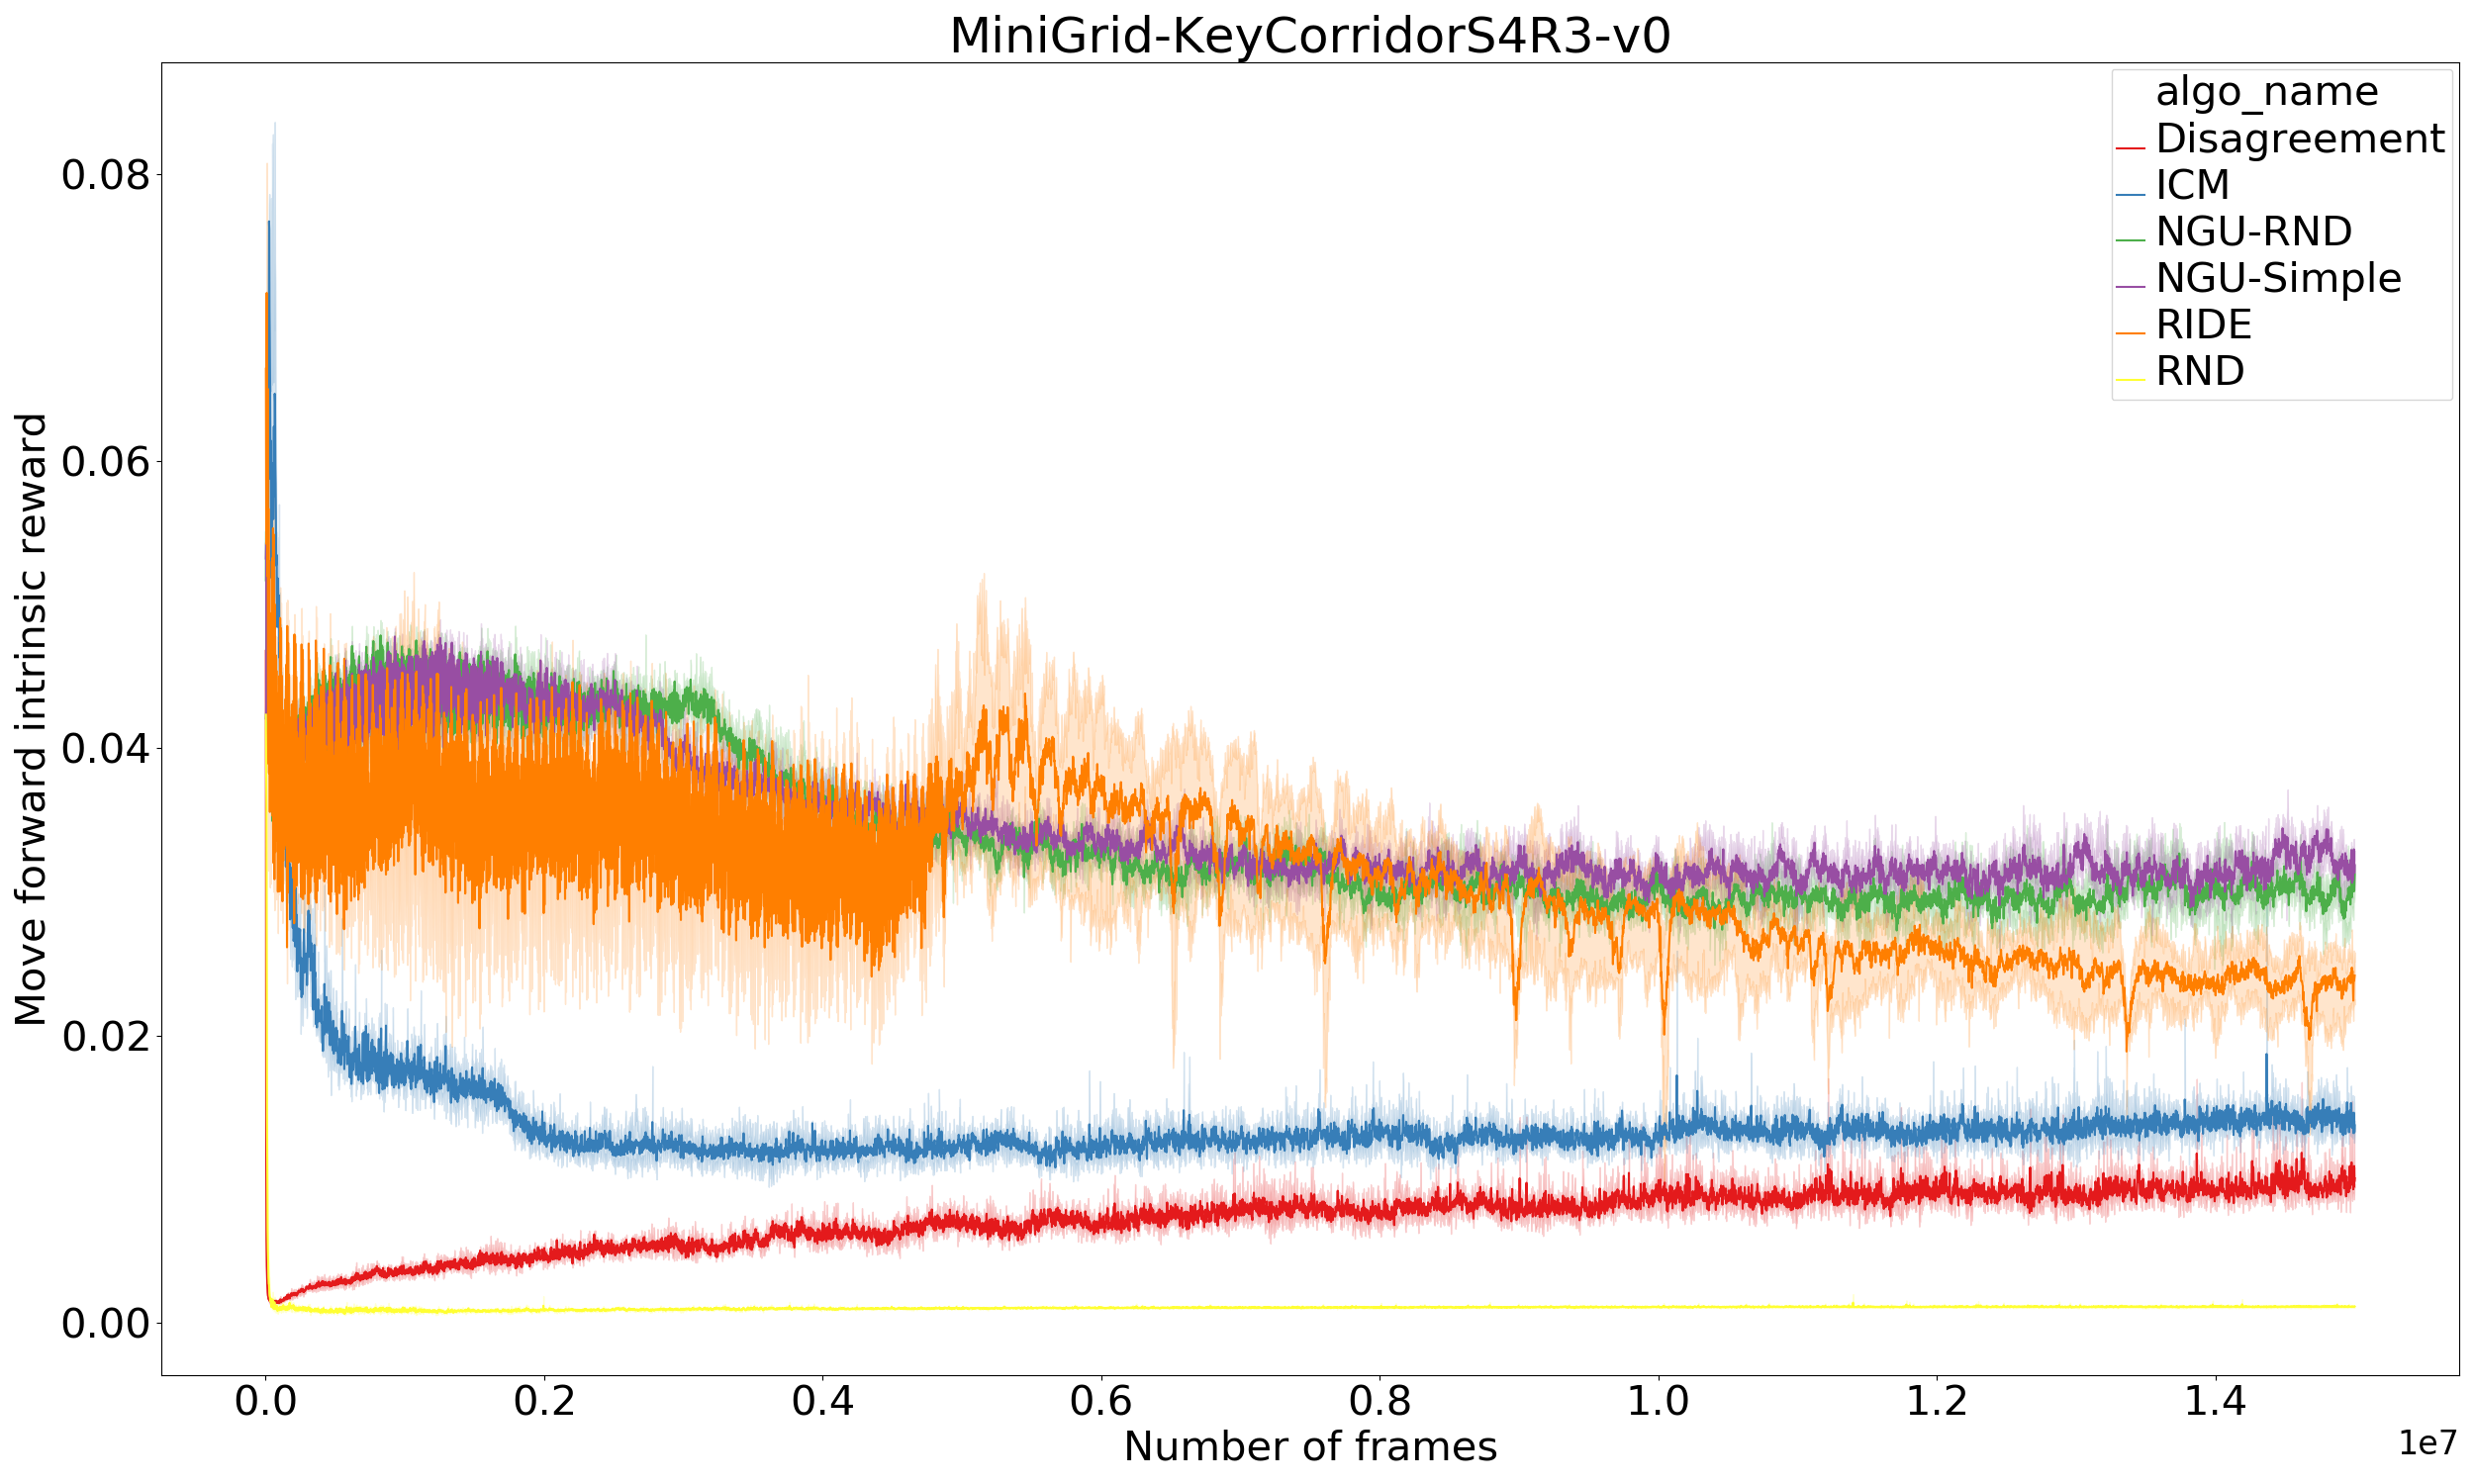 MiniGrid-KeyCorridorS4R3-v0
algo_name
Disagreement
ICM
NGU-RND
NGU-Simple
RIDE
RND
Move forward intrinsic reward
0.08
0.06
0.04
0.02
0.00
0.0 0.2 0.4 0.6 0.8 1.0 1.2 1.4
1e7
Number of frames